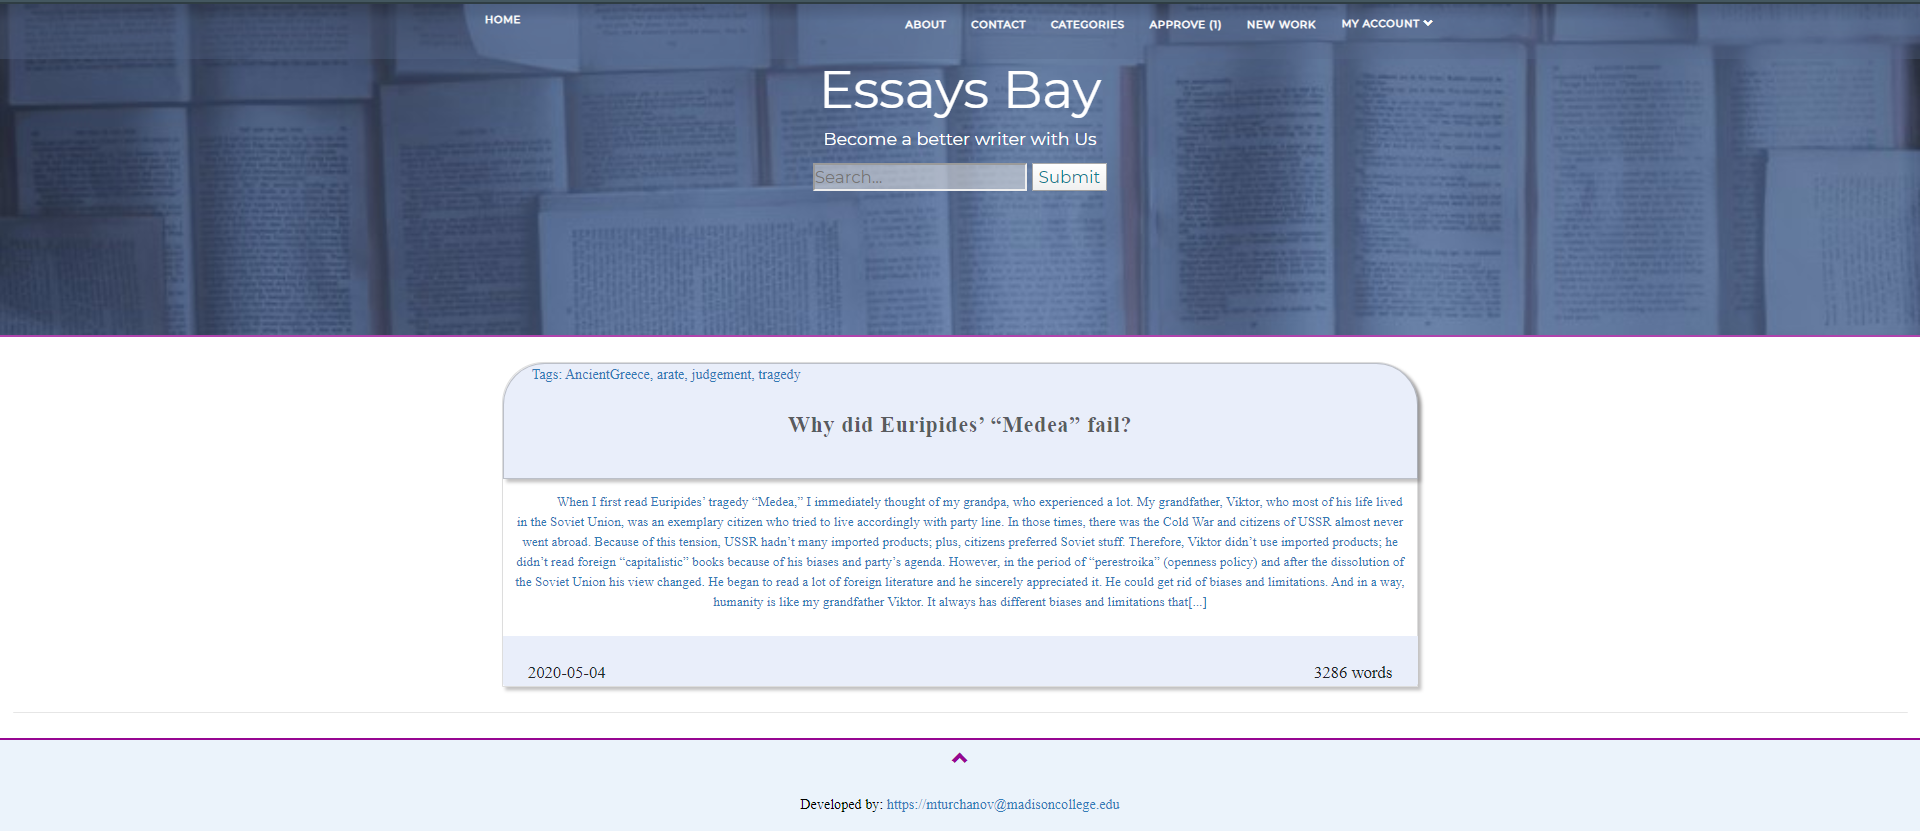 HOME
ABOUT CONTACT CATEGORIES APPROVE (1) NEW WORK MY ACCOUNT
Essays Bay
Become a better writer with Us
Search... Submit
Tags: AncientGreece, arate, judgement, tragedy
Why did Euripides’ “Medea” fail?
When I first read Euripides’ tragedy “Medea,” I immediately thought of my grandpa, who experienced a lot. My grandfather, Viktor, who most of his life lived
in the Soviet Union, was an exemplary citizen who tried to live accordingly with party line. In those times, there was the Cold War and citizens of USSR almost never
went abroad. Because of this tension, USSR hadn’t many imported products; plus, citizens preferred Soviet stuff. Therefore, Viktor didn’t use imported products; he
didn’t read foreign “capitalistic” books because of his biases and party’s agenda. However, in the period of “perestroika” (openness policy) and after the dissolution of
the Soviet Union his view changed. He began to read a lot of foreign literature and he sincerely appreciated it. He could get rid of biases and limitations. And in a way,
humanity is like my grandfather Viktor. It always has different biases and limitations that[...]
2020-05-04 3286 words
Developed by: https://mturchanov@madisoncollege.edu